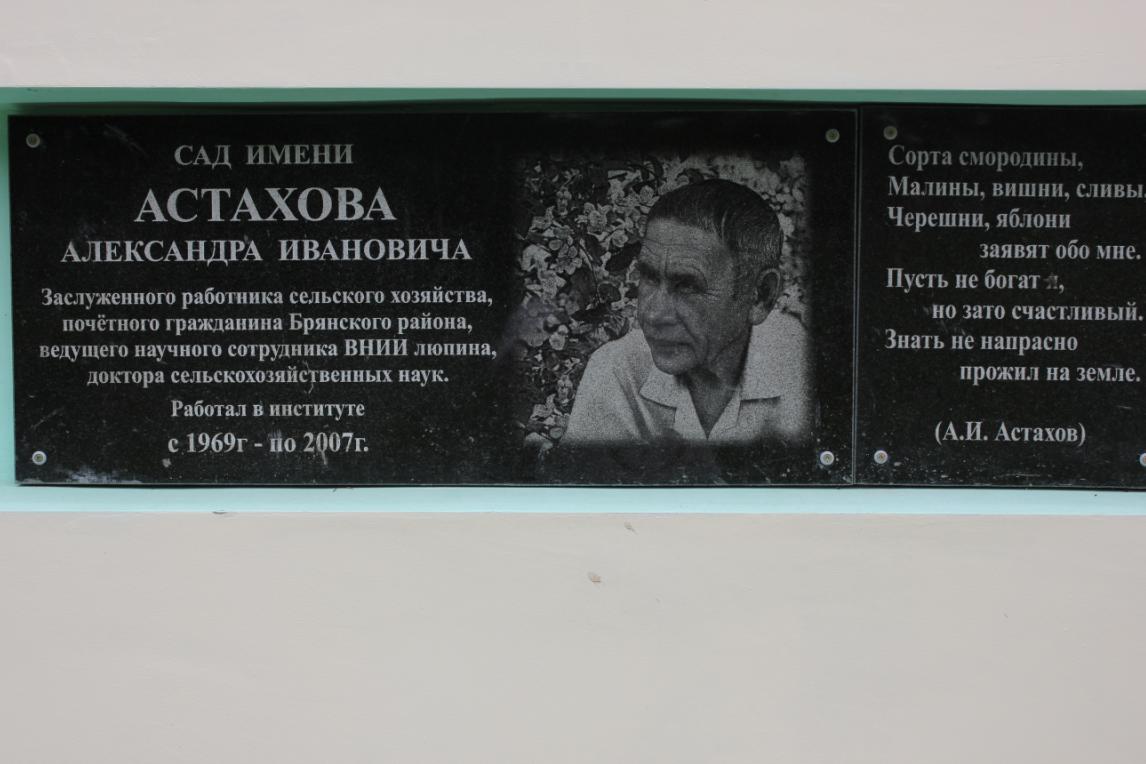 САД ИМЕНИ
АСТАХОВА
АЛЕКСАНДРА ИВАНОВИЧА
Заслуженного работника сельского хозяйства,
почётного гражданина Брянского района,
ведущего научного сотрудника ВНИИ люпина,
доктора сельскохозяйственных наук.
Работал в институте
с 1969г - по 2007г.
Сорта смородины,
Малины, вишни, сливы,
Черешни, яблони
заявят обо мне.
Пусть не богат я,
но зато счастливый.
Знать не напрасно
прожил на земле.
(А.И. Астахов)